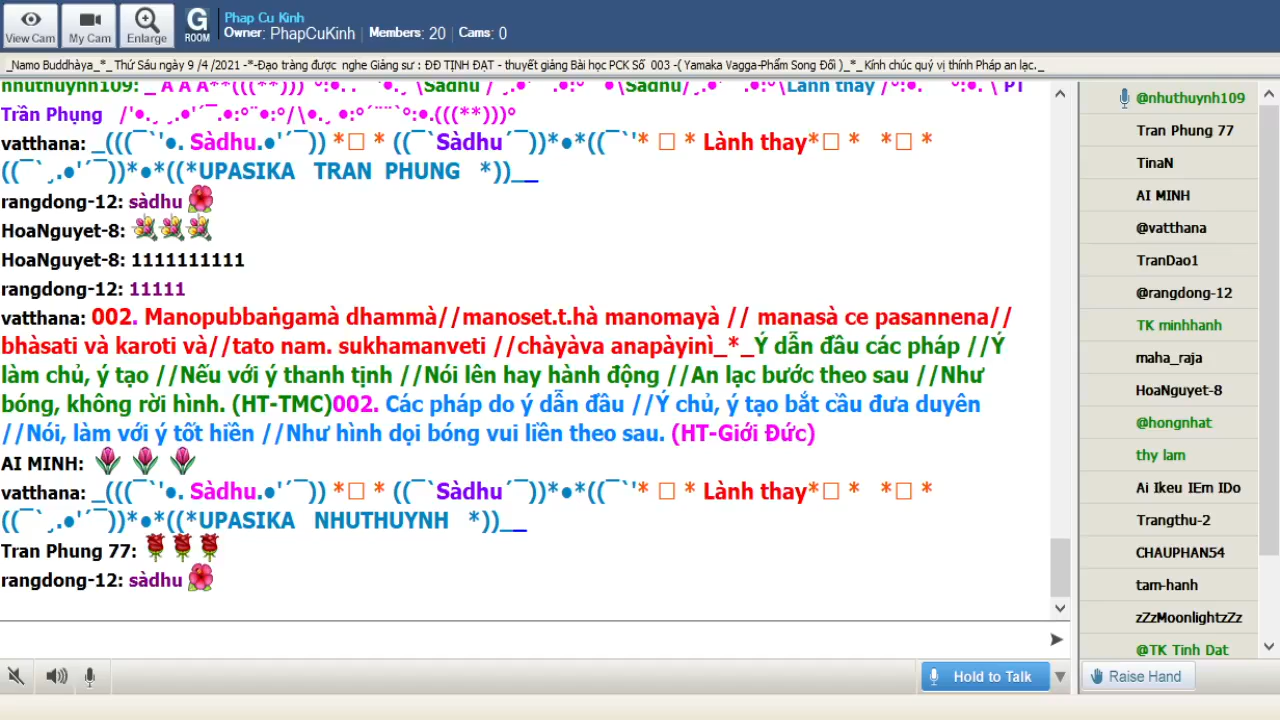 View Cam
My Cam
Enlarge
G
ROOM
Phap Cu Kinh
Owner: PhapCuKinh | Members: 20 | Cams: 0
_Namo Buddhàya_*_ Thứ Sáu ngày 9 /4 /2021 -*-Đạo tràng được nghe Giảng sư : ĐĐ TỊNH ĐẠT - thuyết giảng Bài học PCK Số 003 -( Yamaka Vagga-Phẩm Song Đối )_*_ Kính chúc quý vị thính Pháp an lạc._
nhuthuynh109:
Trần Phụng /'•.¸ ¸.•'´¯.•:°¨•:°/\•.¸ •:°´¨¨`°:•.(((**)))°
vatthana: _(((¯`'•. Sàdhu.•'´¯)) *□ * ((¯`Sàdhu´¯))*•*((¯`'* □ * Lành thay*□ * *□ *
((¯`¸.•'´¯))*•*((*UPASIKA TRAN PHUNG *))__
rangdong-12: sàdhu
HoaNguyet-8:
HoaNguyet-8: 1111111111
rangdong-12: 11111
vatthana: 002. Manopubbaṅgamà dhammà//manoset.t.hà manomayà // manasà ce pasannena//
bhàsati và karoti và//tato nam. sukhamanveti //chàyàva anapàyinì_*_Ý dẫn đầu các pháp //Ý
làm chủ, ý tạo //Nếu với ý thanh tịnh //Nói lên hay hành động //An lạc bước theo sau //Như
bóng, không rời hình. (HT-TMC)002. Các pháp do ý dẫn đầu //Ý chủ, ý tạo bắt cầu đưa duyên
//Nói, làm với ý tốt hiền //Như hình dọi bóng vui liền theo sau. (HT-Giới Đức)
AI MINH:
vatthana: _(((¯`'•. Sàdhu.•'´¯)) *□ * ((¯`Sàdhu´¯))*•*((¯`'* □ * Lành thay*□ * *□ *
((¯`¸.•'´¯))*•*((*UPASIKA NHUTHUYNH *))__
Tran Phung 77:
rangdong-12: sàdhu
Hold to Talk
@nhuthuynh109
Tran Phung 77
TinaN
AI MINH
@vatthana
TranDao1
@rangdong-12
TK minhhanh
maha_raja
HoaNguyet-8
@hongnhat
thy lam
Ai Ikeu IEm IDo
Trangthu-2
CHAUPHAN54
tam-hanh
zZzMoonlightzZz
@TK Tinh Dat
Raise Hand